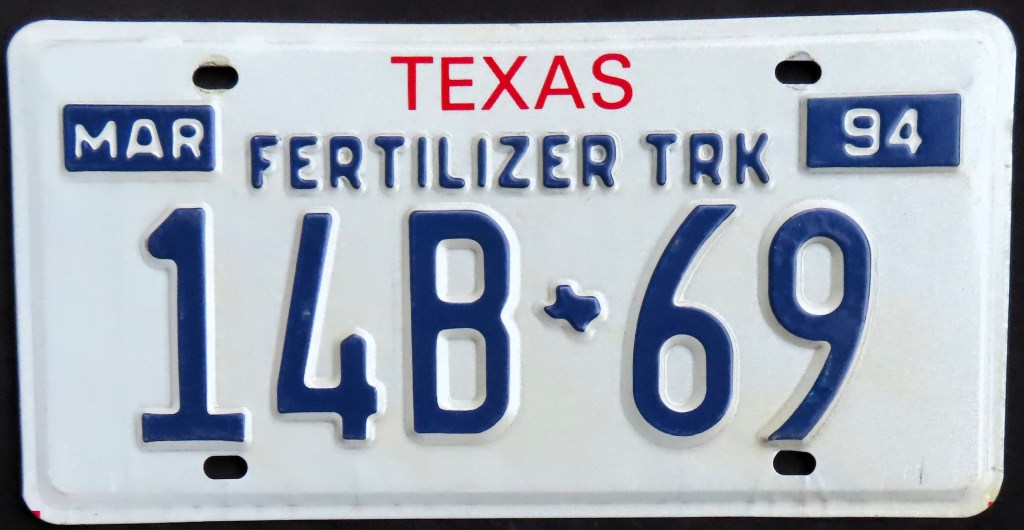 TEXAS
MAR 94
FERTILIZER TRK
14B 69